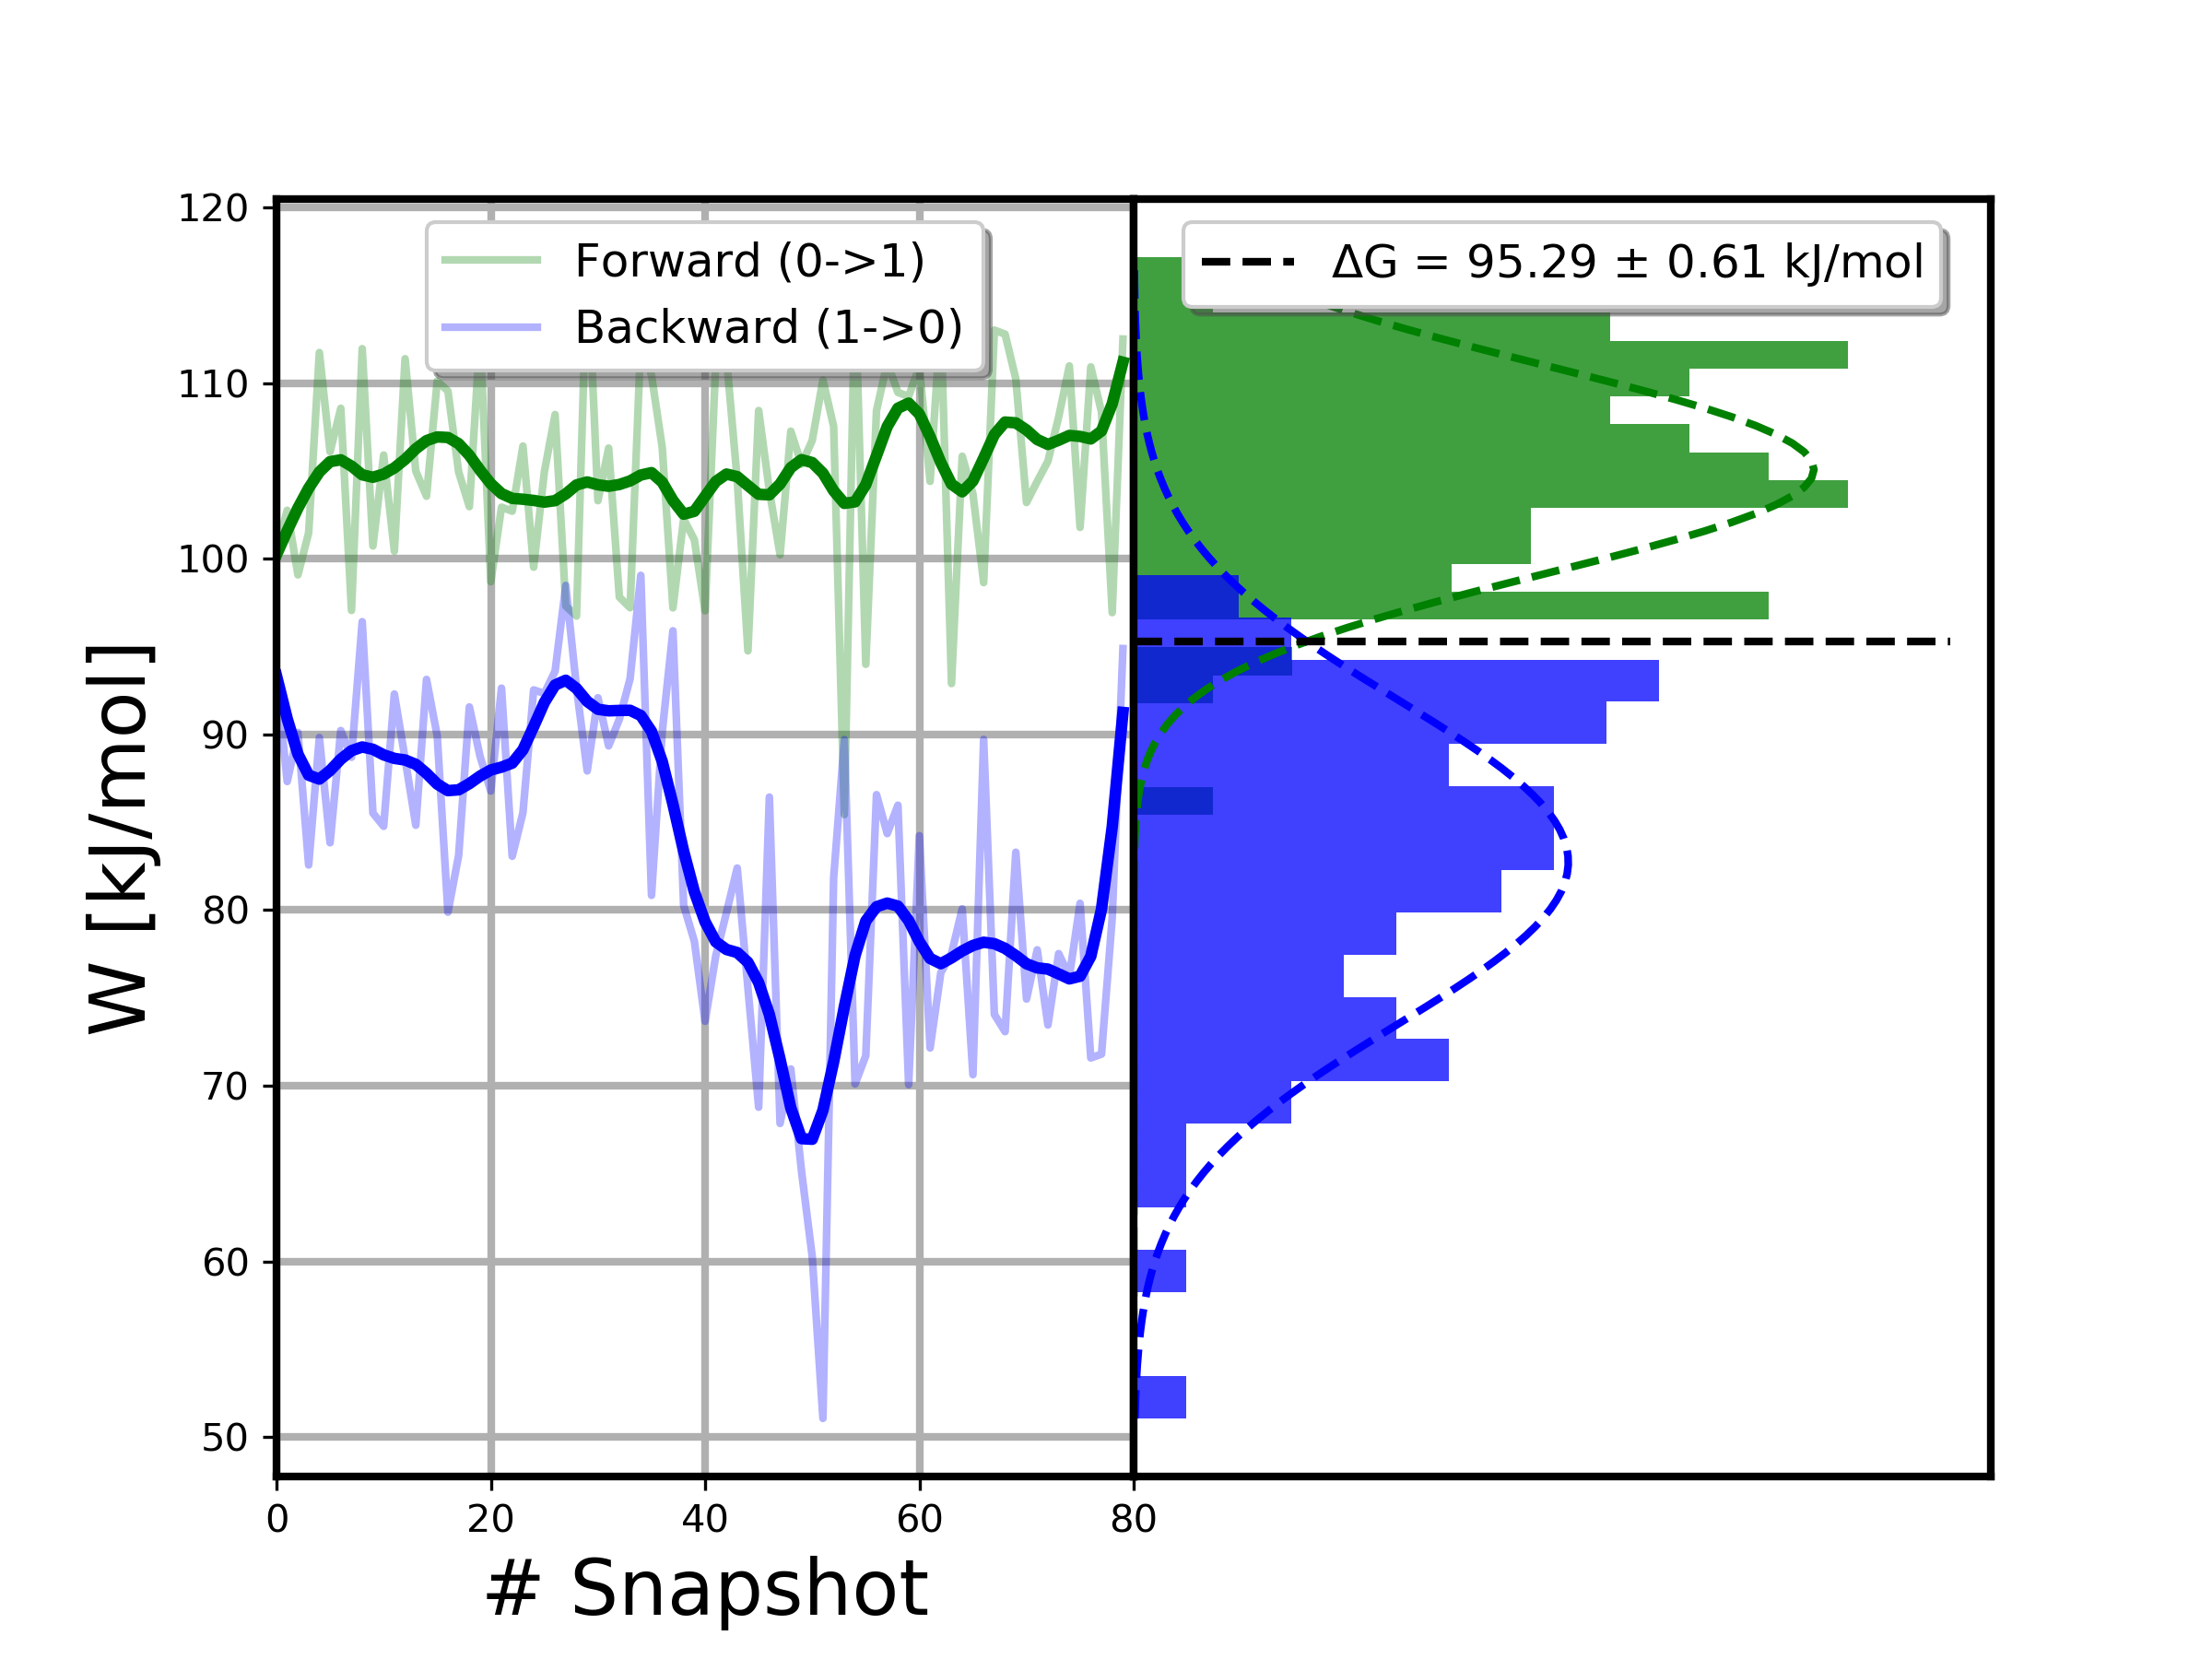 120
110
100
90
80
70
60
50
W [kJ/mol]
Forward (0->1)
Backward (1->0)
ΔG = 95.29 ± 0.61 kJ/mol
0 20 40 60 80
# Snapshot